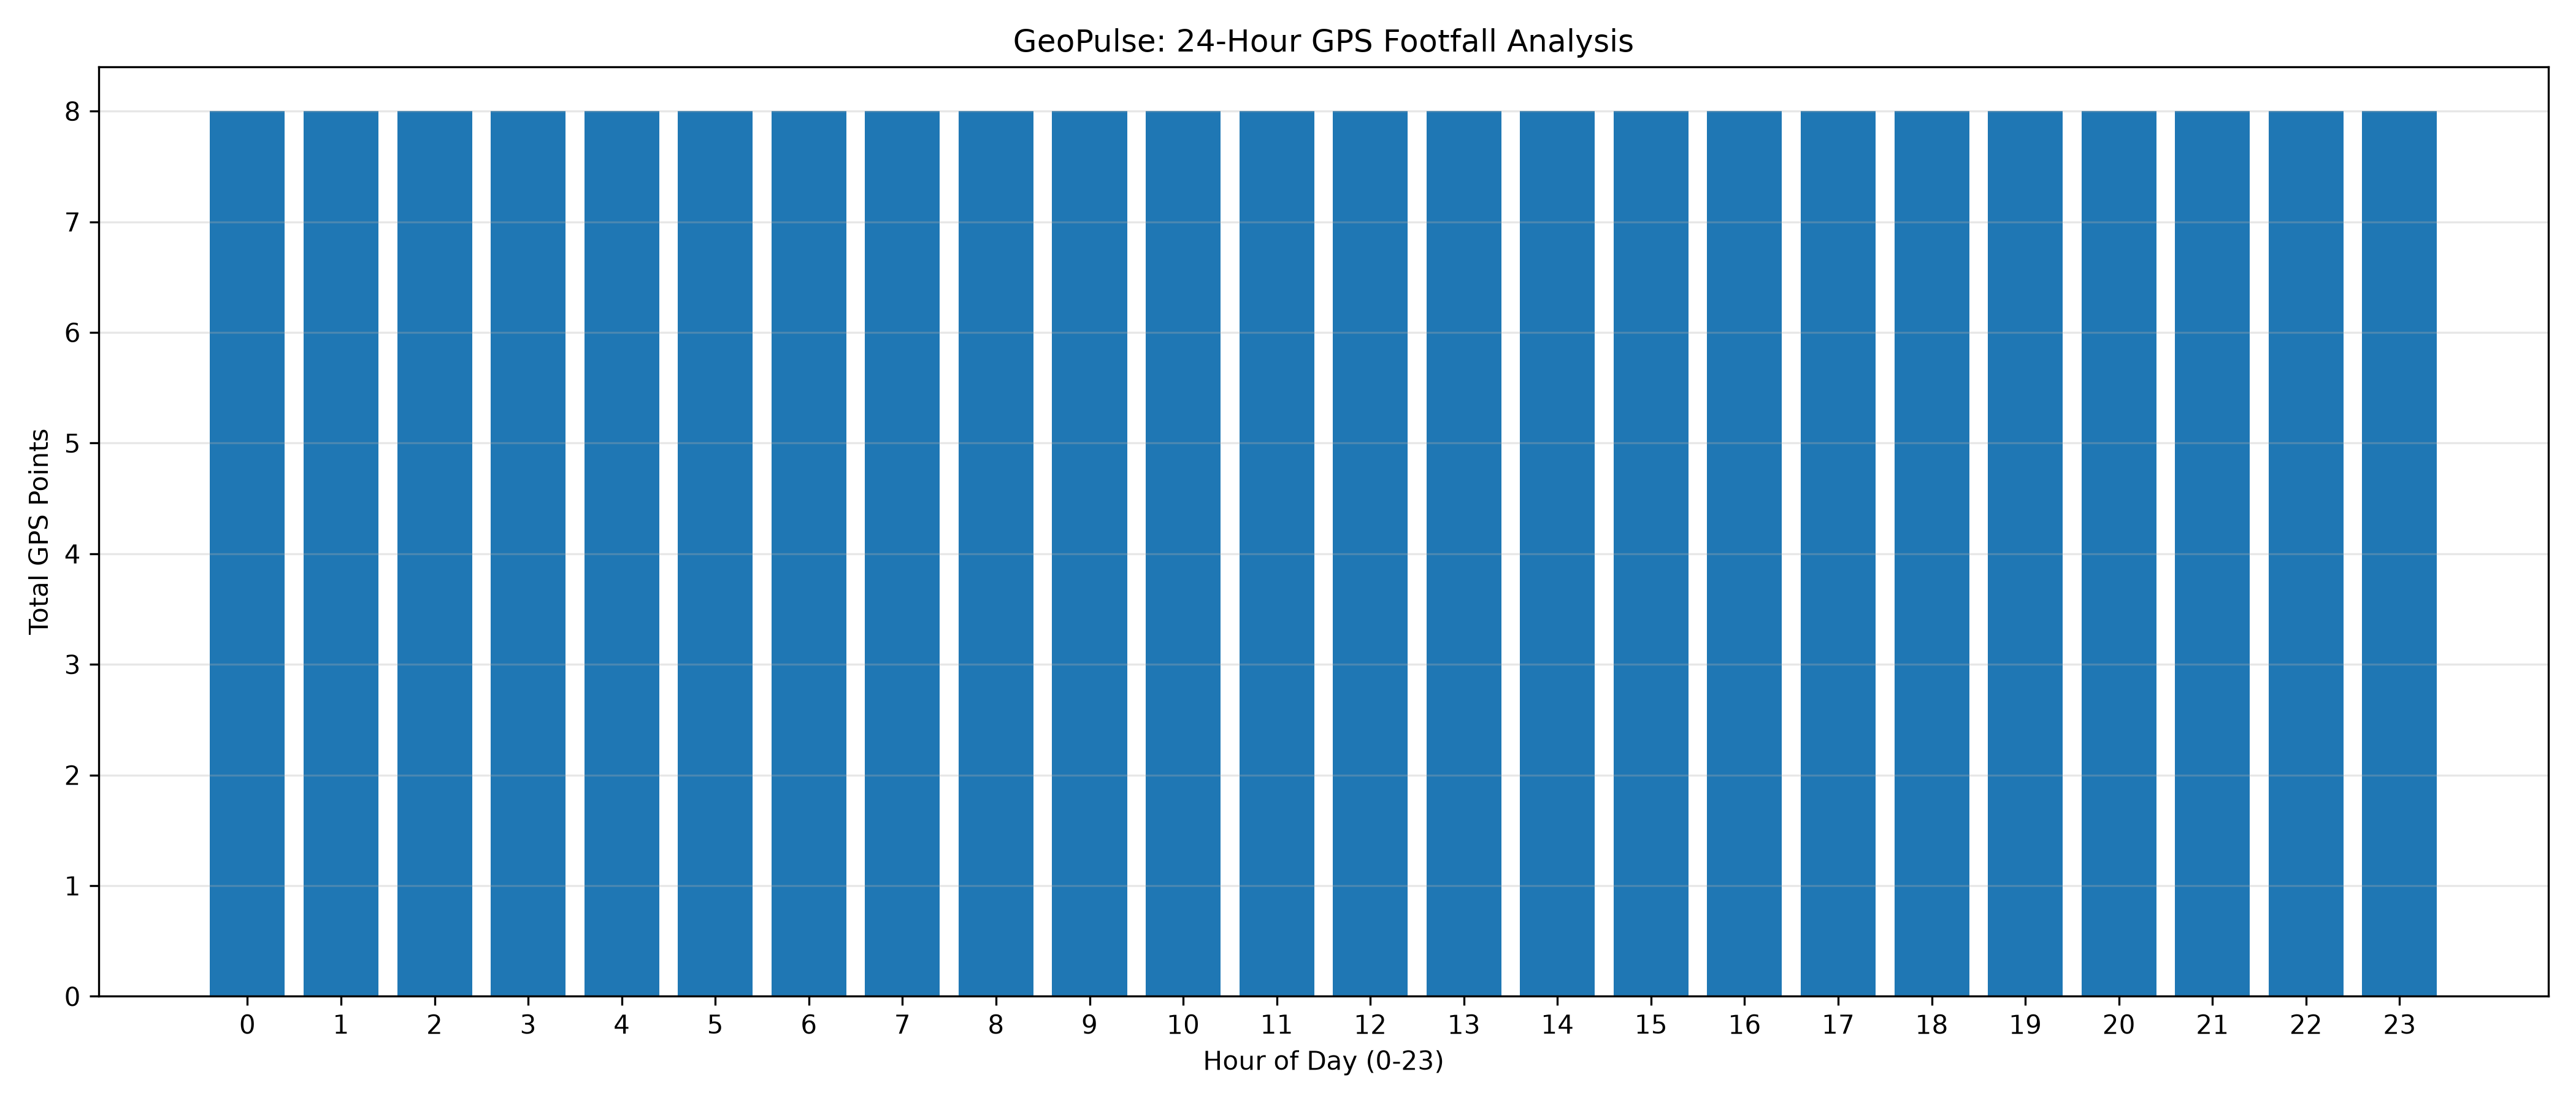 GeoPulse: 24-Hour GPS Footfall Analysis
Total GPS Points
8
7
6
5
4
3
2
1
0
0 1 2 3 4 5 6 7 8 9 10 11 12 13 14 15 16 17 18 19 20 21 22 23
Hour of Day (0-23)